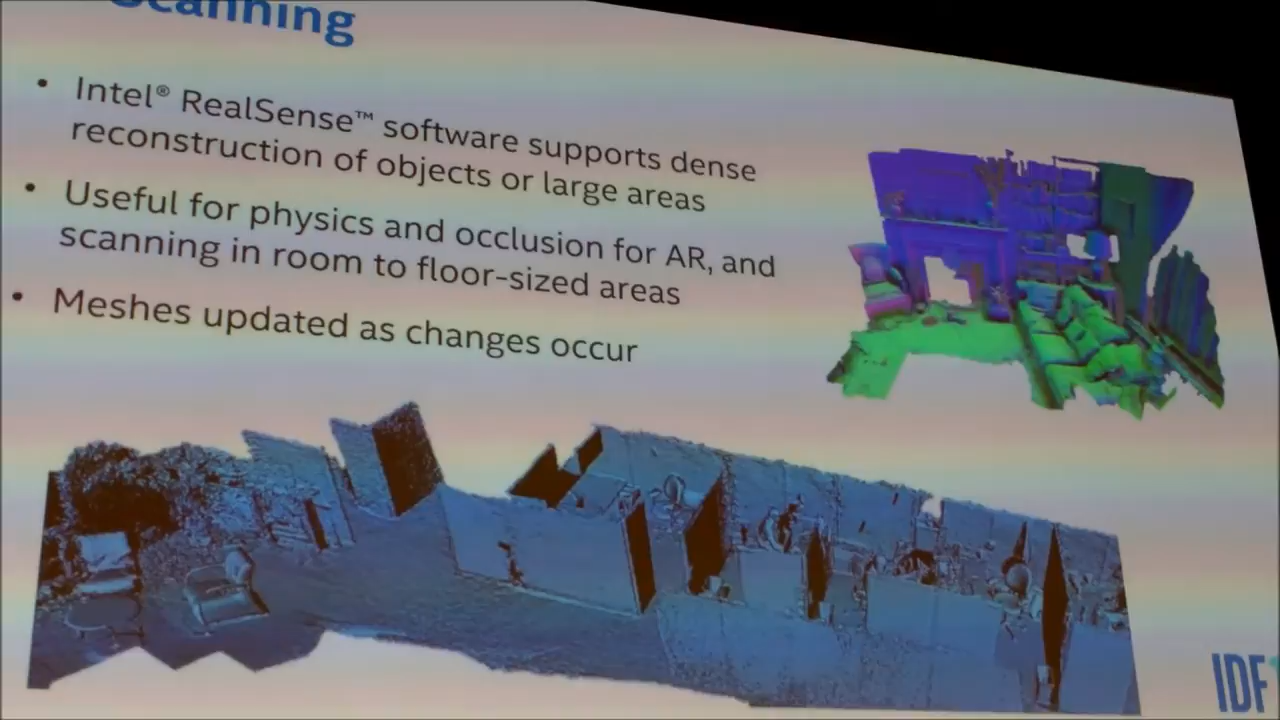 Scanning
• Intel® RealSense™ software supports dense
reconstruction of objects or large areas
• Useful for physics and occlusion for AR, and
scanning in room to floor-sized areas
• Meshes updated as changes occur
IDF